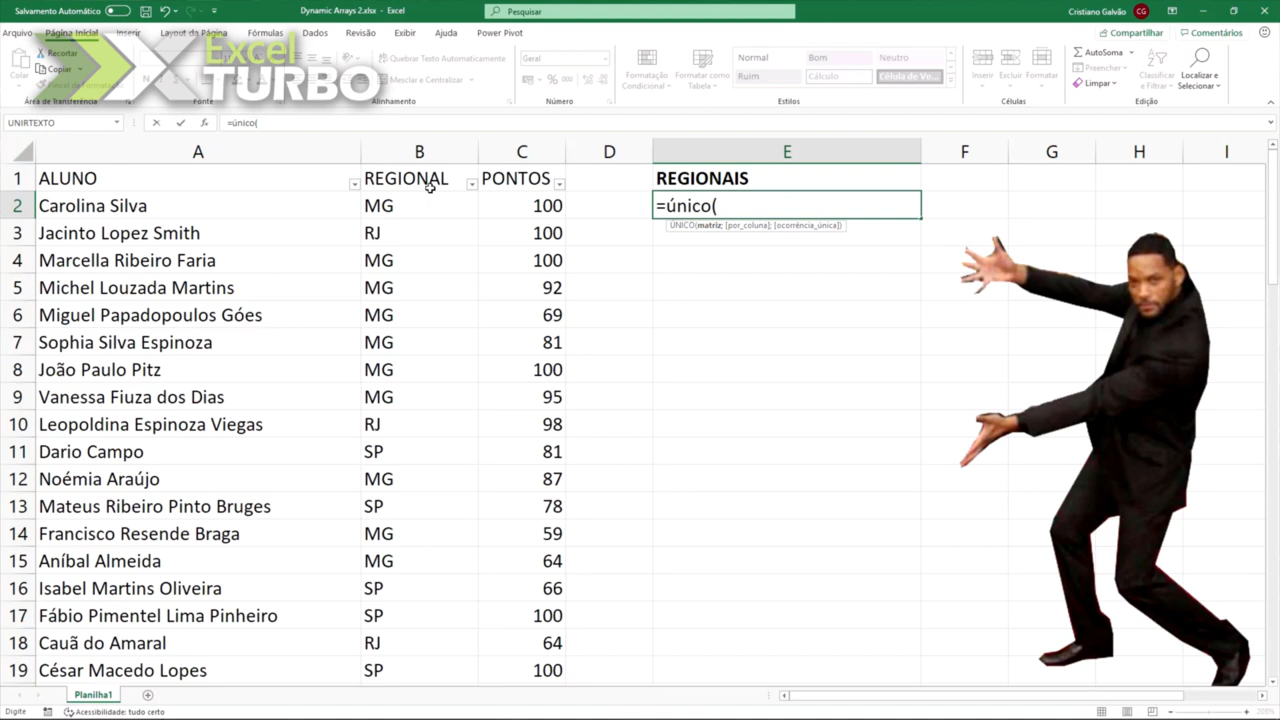 Salvamento Automático
Dynamic Arrays 2.xlsx - Excel
Pesquisar
Cristiano Galvão CG
Arquivo Página Inicial Inserir Layout da Página Fórmulas Dados Revisão Exibir Ajuda Power Pivot
Compartilhar Comentários
Excel
TURBO
Colar
Recortar
Copiar
Pincel de Formatação
Área de Transferência
Fonte
Quebrar Texto Automaticamente
Mesclar e Centralizar
Alinhamento
Geral
Número
Formatação Condicional
Formatar como Tabela
Normal Bom Neutro
Ruim Cálculo Célula de Ve...
Estilos
Inserir Excluir Formatar
Células
AutoSoma
Preencher
Limpar
Classificar e Filtrar
Localizar e Selecionar
Edição
UNIRTEXTO =único(
A B C D E F G H I
1 ALUNO REGIONAL PONTOS REGIONAIS
2 Carolina Silva MG 100 =único(
ÚNICO(matriz; [por_coluna]; [ocorrência_única])
3 Jacinto Lopez Smith RJ 100
4 Marcella Ribeiro Faria MG 100
5 Michel Louzada Martins MG 92
6 Miguel Papadopoulos Góes MG 69
7 Sophia Silva Espinoza MG 81
8 João Paulo Pitz MG 100
9 Vanessa Fiuza dos Dias MG 95
10 Leopoldina Espinoza Viegas RJ 98
11 Dario Campo SP 81
12 Noémia Araújo MG 87
13 Mateus Ribeiro Pinto Bruges SP 78
14 Francisco Resende Braga MG 59
15 Aníbal Almeida MG 64
16 Isabel Martins Oliveira SP 66
17 Fábio Pimentel Lima Pinheiro SP 100
18 Cauã do Amaral RJ 64
19 César Macedo Lopes SP 100
Planilha1
Digite Acessibilidade: tudo certo